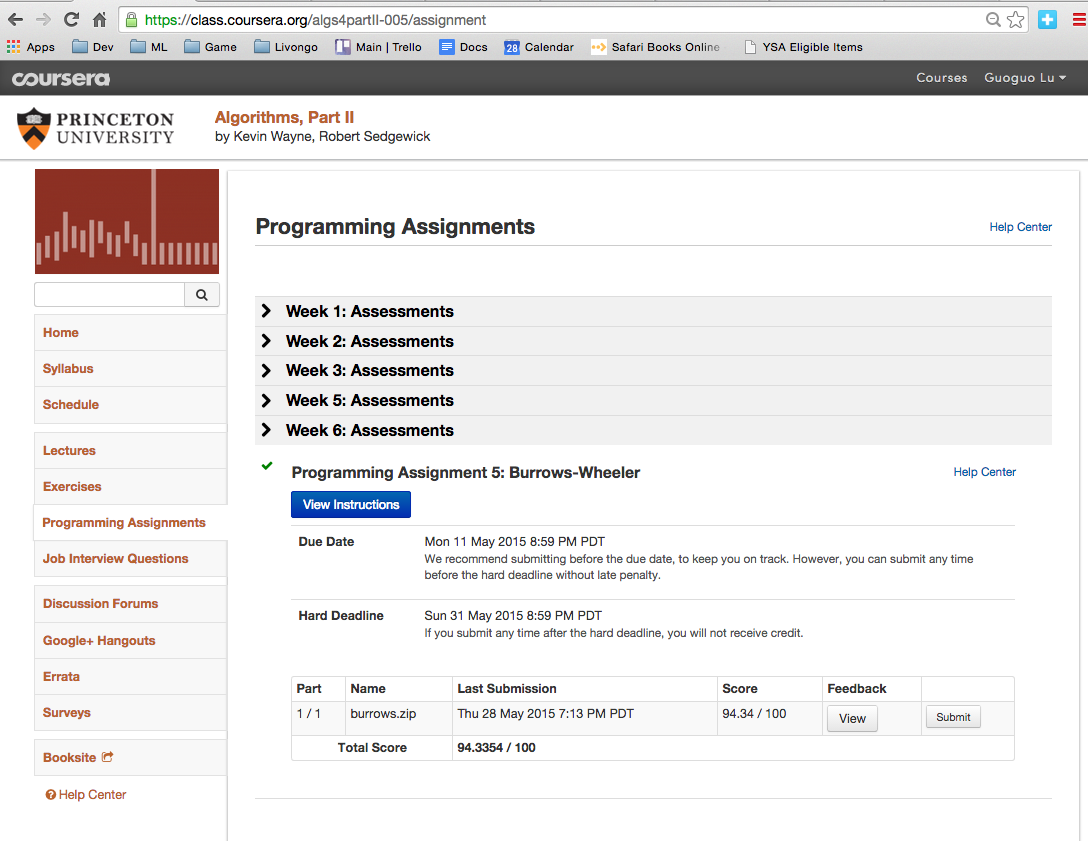 https://class.coursera.org/algs4partII-005/assignment
Apps Dev ML Game Livongo Main | Trello Docs 28 Calendar Safari Books Online YSA Eligible Items
coursera Courses Guoguo Lu
PRINCETON
UNIVERSITY
Algorithms, Part II
by Kevin Wayne, Robert Sedgewick
Programming Assignments
Help Center
Home
Syllabus
Schedule
Lectures
Exercises
Programming Assignments
Job Interview Questions
Discussion Forums
Google+ Hangouts
Errata
Surveys
Booksite
Help Center
Week 1: Assessments
Week 2: Assessments
Week 3: Assessments
Week 5: Assessments
Week 6: Assessments
Programming Assignment 5: Burrows-Wheeler
Help Center
View Instructions
Due Date Mon 11 May 2015 8:59 PM PDT
We recommend submitting before the due date, to keep you on track. However, you can submit any time
before the hard deadline without late penalty.
Hard Deadline Sun 31 May 2015 8:59 PM PDT
If you submit any time after the hard deadline, you will not receive credit.
Part Name Last Submission Score Feedback
1 / 1 burrows.zip Thu 28 May 2015 7:13 PM PDT 94.34 / 100 View Submit
Total Score 94.3354 / 100